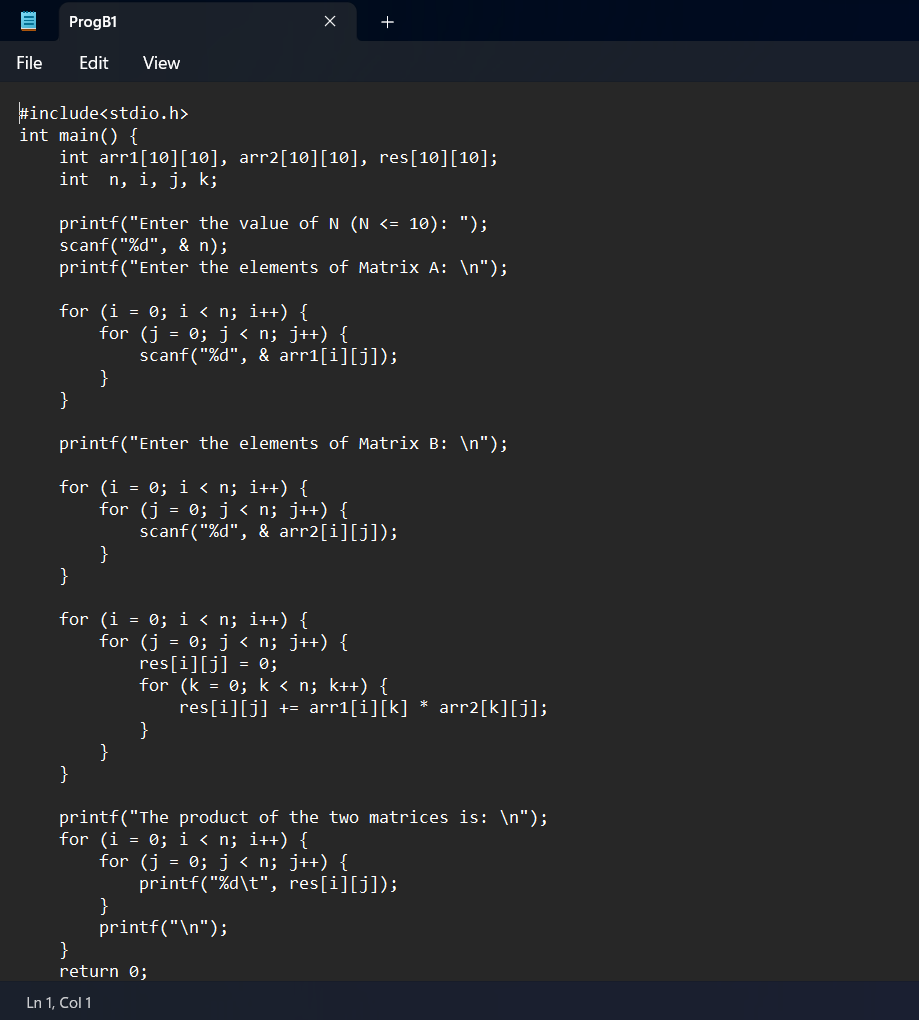 ProgB1
File Edit View
#include<stdio.h>
int main() {
    int arr1[10][10], arr2[10][10], res[10][10];
    int  n, i, j, k;

    printf("Enter the value of N (N <= 10): ");
    scanf("%d", & n);
    printf("Enter the elements of Matrix A: \n");

    for (i = 0; i < n; i++) {
        for (j = 0; j < n; j++) {
            scanf("%d", & arr1[i][j]);
        }
    }

    printf("Enter the elements of Matrix B: \n");

    for (i = 0; i < n; i++) {
        for (j = 0; j < n; j++) {
            scanf("%d", & arr2[i][j]);
        }
    }

    for (i = 0; i < n; i++) {
        for (j = 0; j < n; j++) {
            res[i][j] = 0;
            for (k = 0; k < n; k++) {
                res[i][j] += arr1[i][k] * arr2[k][j];
            }
        }
    }

    printf("The product of the two matrices is: \n");
    for (i = 0; i < n; i++) {
        for (j = 0; j < n; j++) {
            printf("%d\t", res[i][j]);
        }
        printf("\n");
    }
    return 0;
Ln 1, Col 1